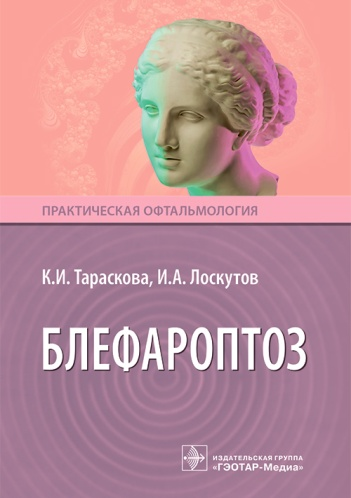 ПРАКТИЧЕСКАЯ ОФТАЛЬМОЛОГИЯ
К.И. Тараскова, И.А. Лоскутов
БЛЕФАРОПТОЗ
ИЗДАТЕЛЬСКАЯ ГРУППА
«ГЭОТАР-Медиа»